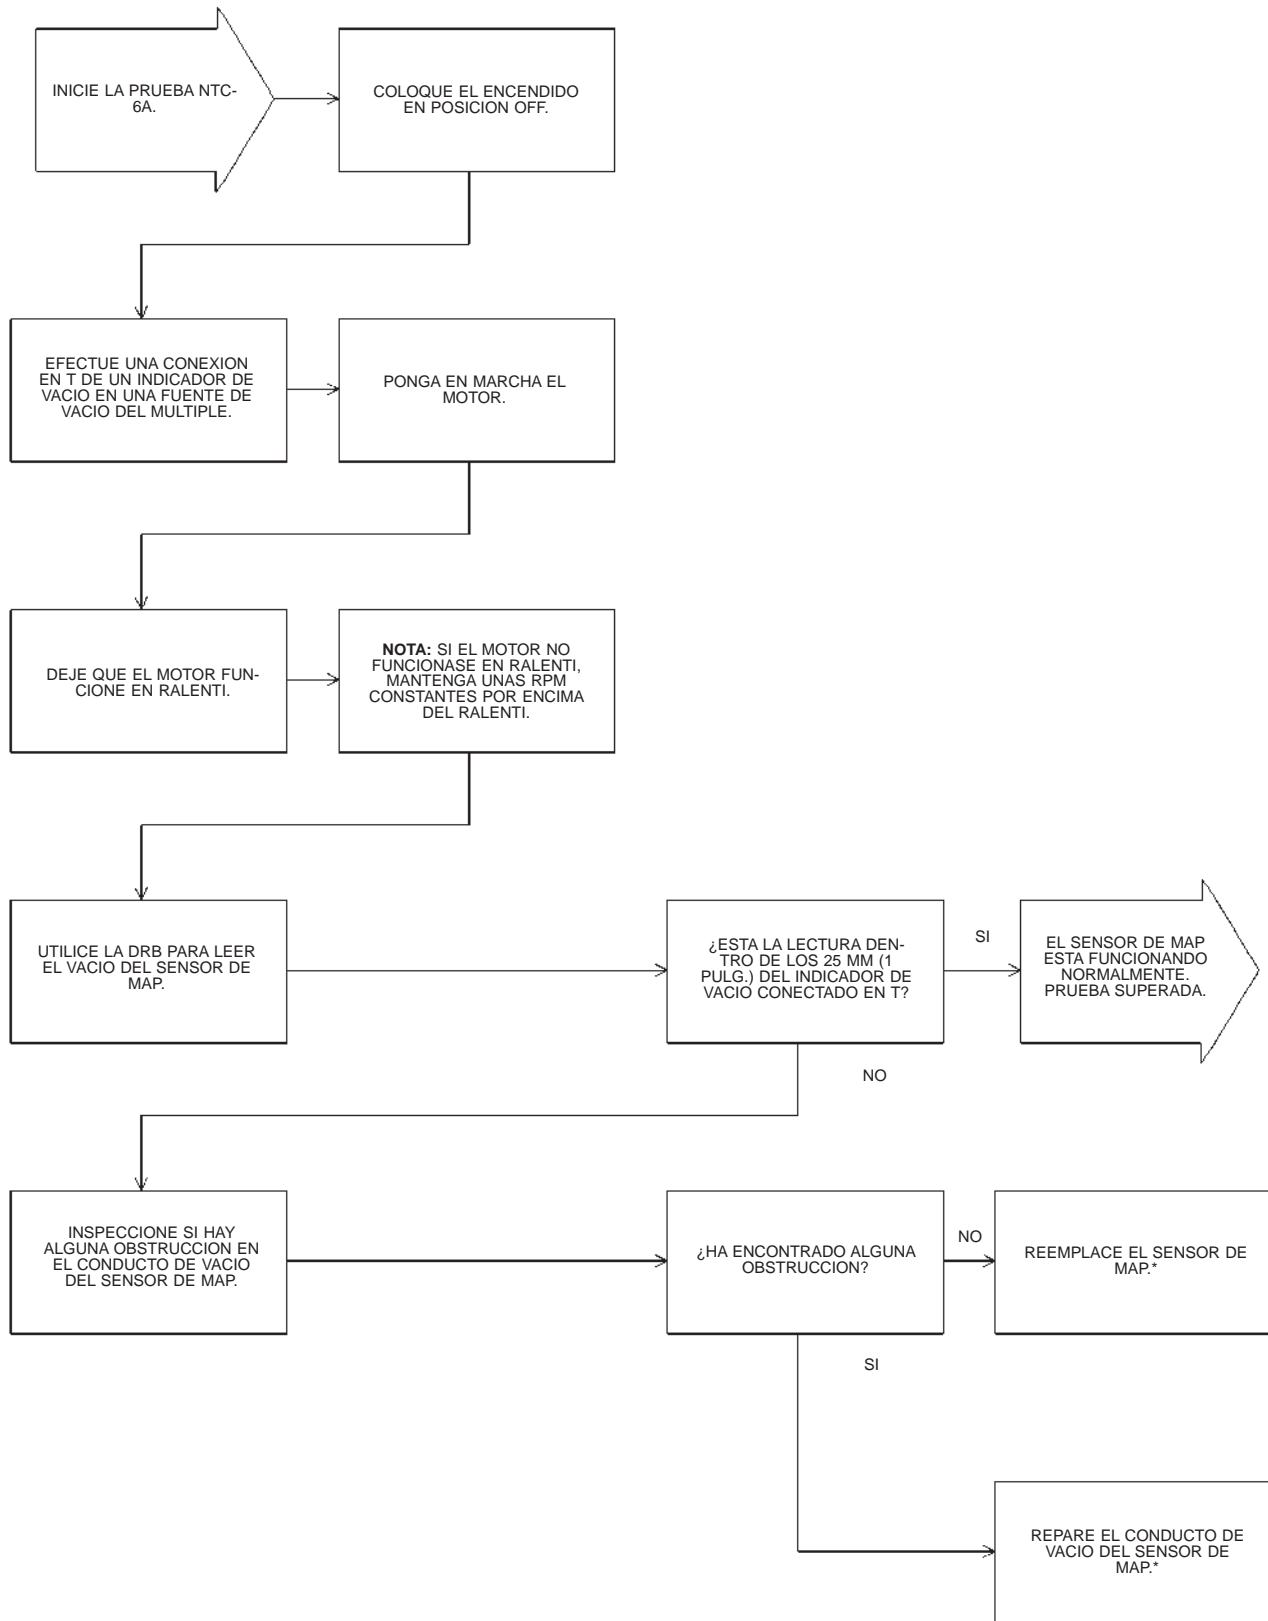 INICIE LA PRUEBA NTC-
6A.
COLOQUE EL ENCENDIDO
EN POSICION OFF.
EFECTUE UNA CONEXION
EN T DE UN INDICADOR DE
VACIO EN UNA FUENTE DE
VACIO DEL MULTIPLE.
PONGA EN MARCHA EL
MOTOR.
DEJE QUE EL MOTOR FUN-
CIONE EN RALENTI.
NOTA: SI EL MOTOR NO
FUNCIONASE EN RALENTI,
MANTENGA UNAS RPM
CONSTANTES POR ENCIMA
DEL RALENTI.
UTILICE LA DRB PARA LEER
EL VACIO DEL SENSOR DE
MAP.
¿ESTA LA LECTURA DEN-
TRO DE LOS 25 MM (1
PULG.) DEL INDICADOR DE
VACIO CONECTADO EN T?
SI
EL SENSOR DE MAP
ESTA FUNCIONANDO
NORMALMENTE.
PRUEBA SUPERADA.
NO
INSPECCIONE SI HAY
ALGUNA OBSTRUCCION EN
EL CONDUCTO DE VACIO
DEL SENSOR DE MAP.
¿HA ENCONTRADO ALGUNA
OBSTRUCCION?
NO
REEMPLACE EL SENSOR DE
MAP.*
SI
REPARE EL CONDUCTO DE
VACIO DEL SENSOR DE
MAP.*